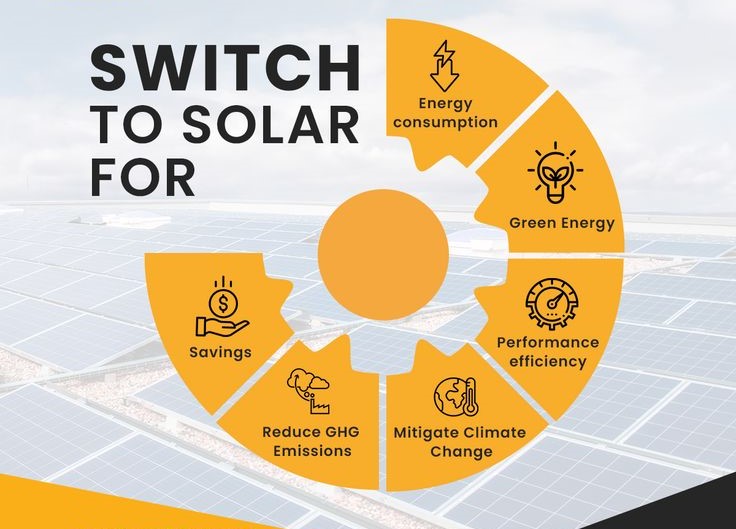 SWITCH
TO SOLAR
FOR
Energy
consumption
Green Energy
Performance
efficiency
Mitigate Climate
Change
Reduce GHG
Emissions
Savings
$